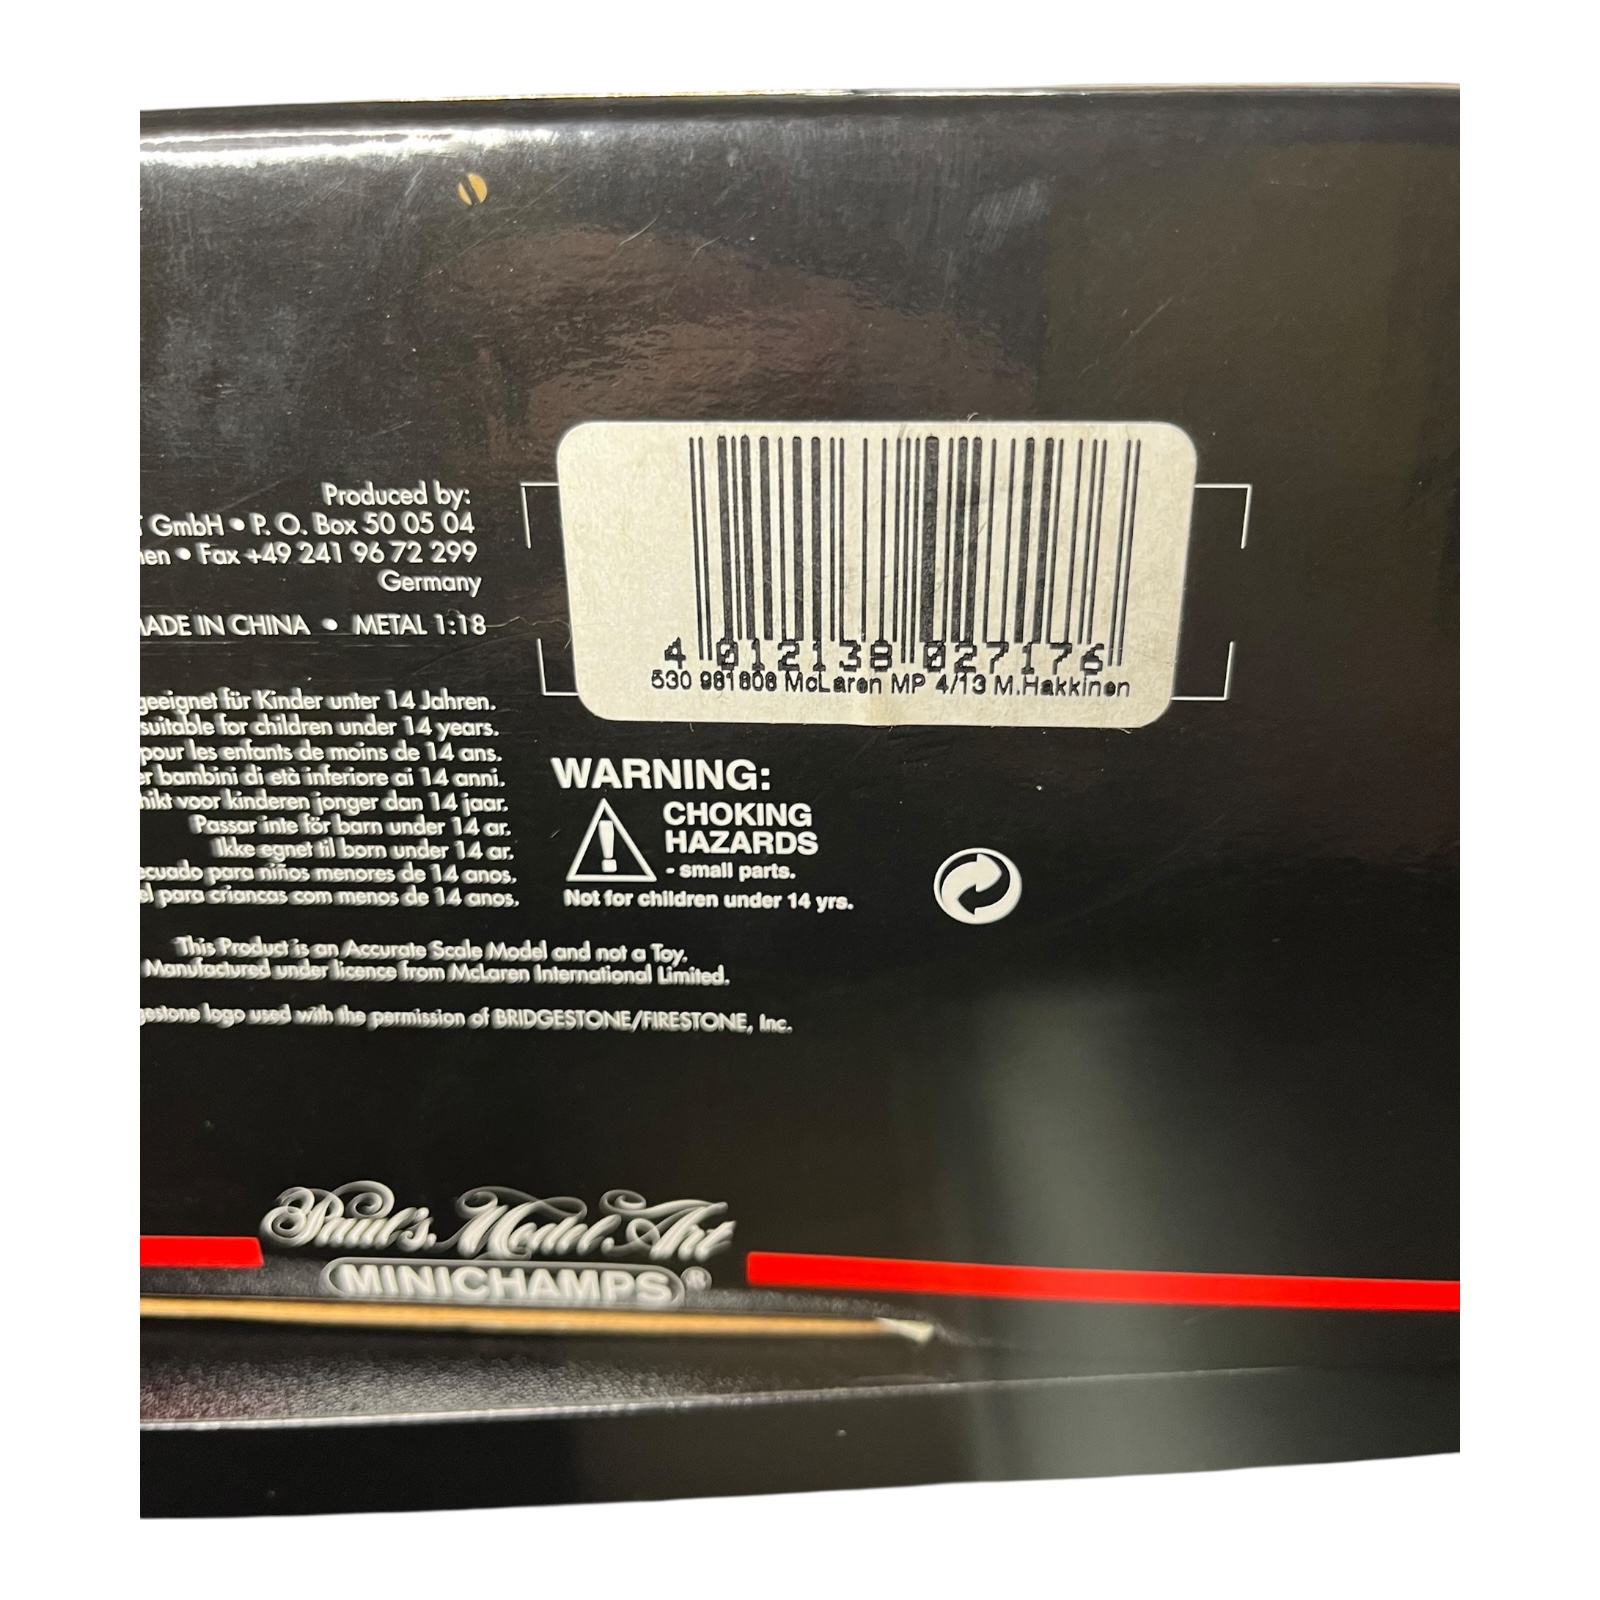 Produced by:
GmbH • P. O. Box 50 05 04
• Fax +49 241 96 72 299
Germany
MADE IN CHINA • METAL 1:18
geeignet für Kinder unter 14 Jahren.
suitable for children under 14 years.
pour les enfants de moins de 14 ans.
bambini di età inferiore ai 14 anni.
voor kinderen jonger dan 14 jaar.
Passar inte för barn under 14 ar.
Ikke egnet til born under 14 ar.
para niños menores de 14 anos.
para criancas com menos de 14 anos.
This Product is an Accurate Scale Model and not a Toy.
Manufactured under licence from McLaren International Limited.
logo used with the permission of BRIDGESTONE/FIRESTONE, Inc.
4 012138 027176
530 981808 McLaren MP 4/13 M.Hakkinen
WARNING:
CHOKING
HAZARDS
- small parts.
Not for children under 14 yrs.
Paul's Model Art
MINICHAMPS®